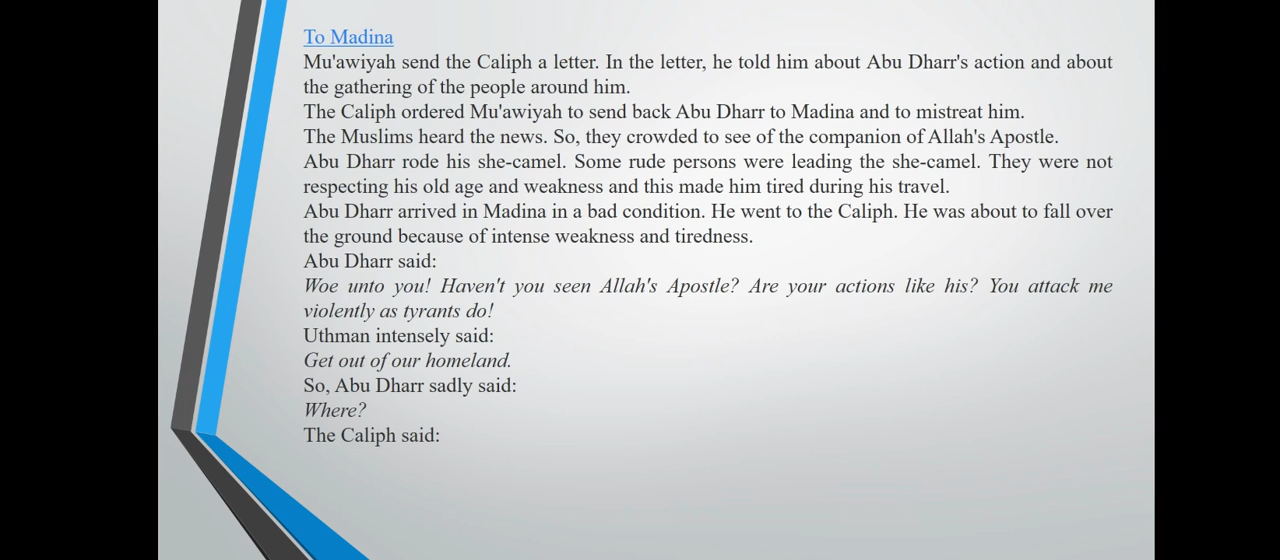 To Madina
Mu'awiyah send the Caliph a letter. In the letter, he told him about Abu Dharr's action and about
the gathering of the people around him.
The Caliph ordered Mu'awiyah to send back Abu Dharr to Madina and to mistreat him.
The Muslims heard the news. So, they crowded to see of the companion of Allah's Apostle.
Abu Dharr rode his she-camel. Some rude persons were leading the she-camel. They were not
respecting his old age and weakness and this made him tired during his travel.
Abu Dharr arrived in Madina in a bad condition. He went to the Caliph. He was about to fall over
the ground because of intense weakness and tiredness.
Abu Dharr said:
Woe unto you! Haven't you seen Allah's Apostle? Are your actions like his? You attack me
violently as tyrants do!
Uthman intensely said:
Get out of our homeland.
So, Abu Dharr sadly said:
Where?
The Caliph said: